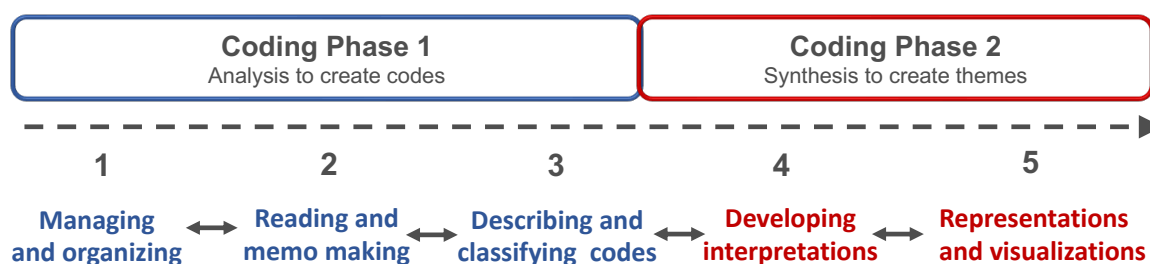 Coding Phase 1
Analysis to create codes
Coding Phase 2
Synthesis to create themes
1
2
3
4
5
Managing
and organizing
Reading and
memo making
Describing and
classifying codes
Developing
interpretations
Representations
and visualizations